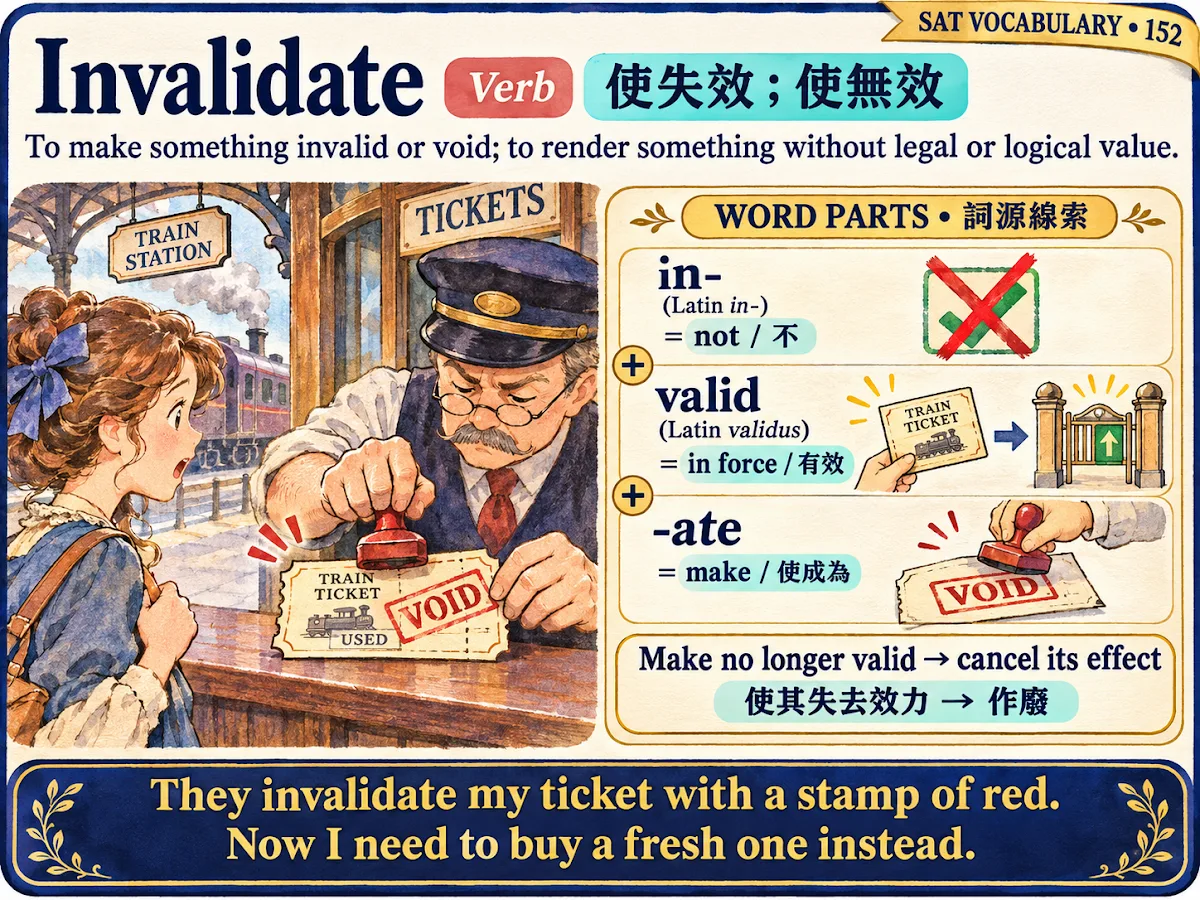 SAT VOCABULARY • 152
Invalidate
Verb
使失效；使無效
To make something invalid or void; to render something without legal or logical value.
TRAIN
STATION
TICKETS
TRAIN
TICKET
USED
VOID
WORD PARTS • 詞源線索
in-
(Latin in-)
= not / 不
+
valid
(Latin validus)
= in force / 有效
TRAIN
TICKET
+
-ate
= make / 使成為
VOID
Make no longer valid → cancel its effect
使其失去效力 → 作廢
They invalidate my ticket with a stamp of red.
Now I need to buy a fresh one instead.